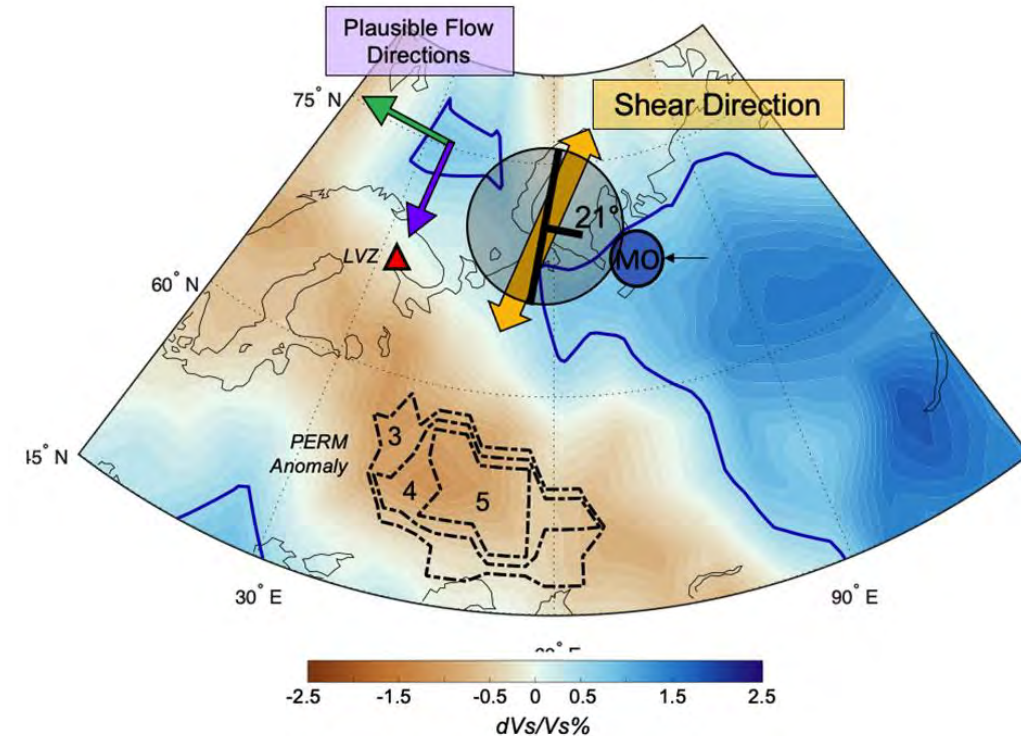 Plausible Flow
Directions
75° N
Shear Direction
21°
MO
LVZ
60° N
PERM
Anomaly
3
4
5
45° N
30° E
90° E
-2.5
-1.5
-0.5
0
0.5
1.5
2.5
dVs/Vs%